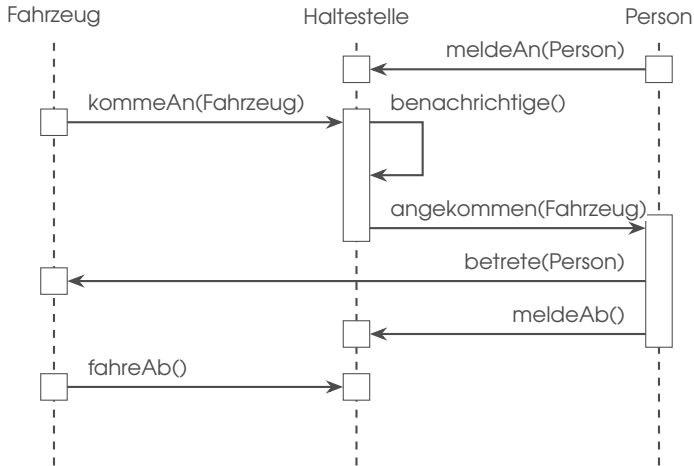 Fahrzeug
Haltestelle
Person
meldeAn(Person)
kommeAn(Fahrzeug)
benachrichtige()
angekommen(Fahrzeug)
betrete(Person)
meldeAb()
fahreAb()